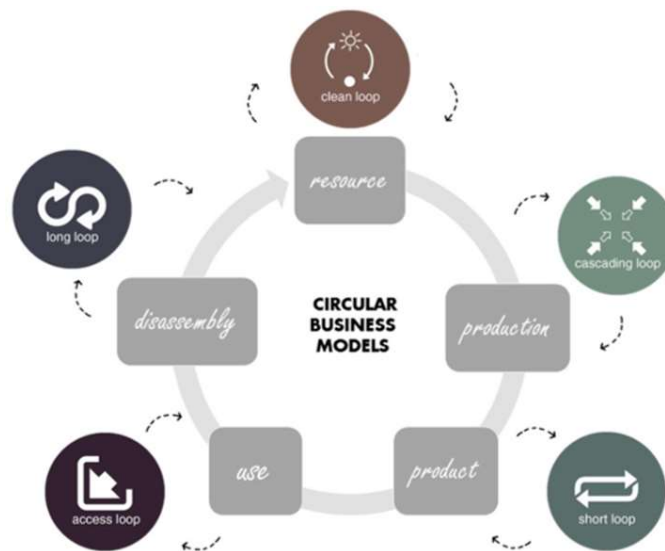 clean loop
resource
long loop
cascading loop
disassembly
CIRCULAR
BUSINESS
MODELS
production
use
product
access loop
short loop